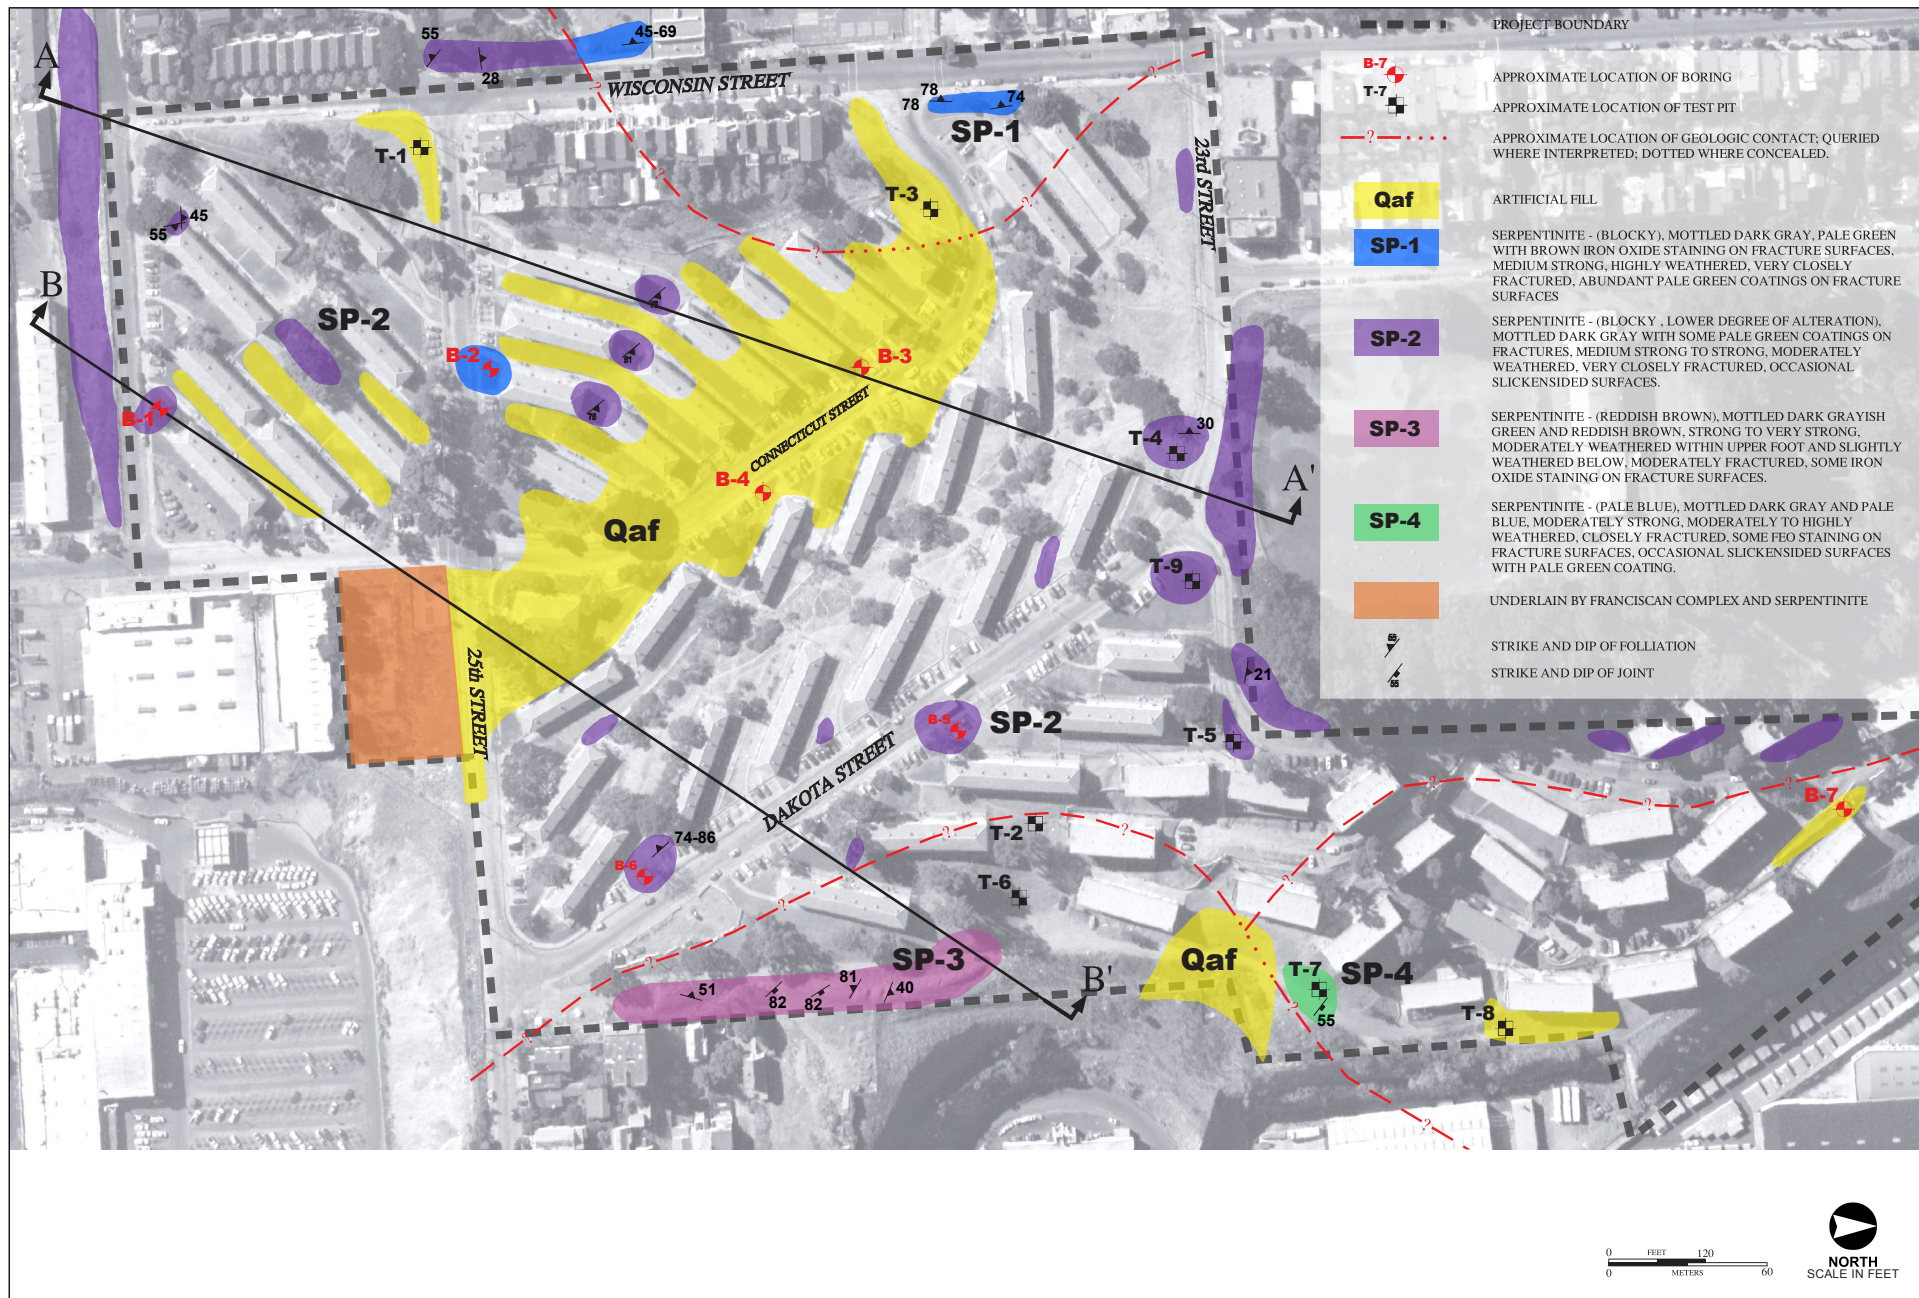 PROJECT BOUNDARY
B-7
APPROXIMATE LOCATION OF BORING
T-7
APPROXIMATE LOCATION OF TEST PIT
?
APPROXIMATE LOCATION OF GEOLOGIC CONTACT; QUERIED
WHERE INTERPRETED; DOTTED WHERE CONCEALED.
Qaf
ARTIFICIAL FILL
SP-1
SERPENTINITE - (BLOCKY), MOTTLED DARK GRAY, PALE GREEN
WITH BROWN IRON OXIDE STAINING ON FRACTURE SURFACES,
MEDIUM STRONG, HIGHLY WEATHERED, VERY CLOSELY
FRACTURED, ABUNDANT PALE GREEN COATINGS ON FRACTURE
SURFACES
SP-2
SERPENTINITE - (BLOCKY , LOWER DEGREE OF ALTERATION),
MOTTLED DARK GRAY WITH SOME PALE GREEN COATINGS ON
FRACTURES, MEDIUM STRONG TO STRONG, MODERATELY
WEATHERED, VERY CLOSELY FRACTURED, OCCASIONAL
SLICKENSIDED SURFACES.
SP-3
SERPENTINITE - (REDDISH BROWN), MOTTLED DARK GRAYISH
GREEN AND REDDISH BROWN, STRONG TO VERY STRONG,
MODERATELY WEATHERED WITHIN UPPER FOOT AND SLIGHTLY
WEATHERED BELOW, MODERATELY FRACTURED, SOME IRON
OXIDE STAINING ON FRACTURE SURFACES.
SP-4
SERPENTINITE - (PALE BLUE), MOTTLED DARK GRAY AND PALE
BLUE, MODERATELY STRONG, MODERATELY TO HIGHLY
WEATHERED, CLOSELY FRACTURED, SOME FEO STAINING ON
FRACTURE SURFACES, OCCASIONAL SLICKENSIDED SURFACES
WITH PALE GREEN COATING.
UNDERLAIN BY FRANCISCAN COMPLEX AND SERPENTINITE
55
STRIKE AND DIP OF FOLLIATION
55
STRIKE AND DIP OF JOINT
A
55
28
45-69
WISCONSIN STREET
78
78
74
SP-1
T-1
T-3
23rd STREET
45
55
B
SP-2
B-2
B-3
B-1
CONNECTICUT STREET
B-4
T-4
30
A'
Qaf
T-9
25th STREET
21
B-5
SP-2
T-5
DAKOTA STREET
74-86
B-6
T-2
T-6
B-7
SP-3
51
82
82
81
40
B'
Qaf
T-7
SP-4
55
T-8
0 FEET 120
0 METERS 60
NORTH
SCALE IN FEET